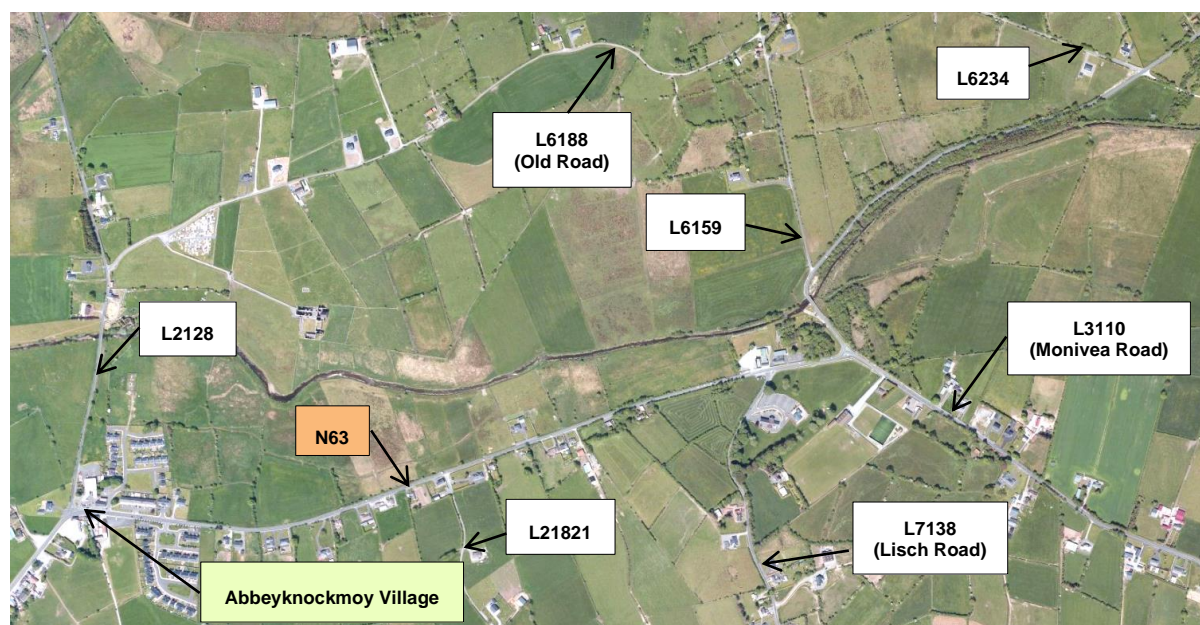 L6234
L6188
(Old Road)
L6159
L2128
L3110
(Monivea Road)
N63
L21821
L7138
(Lisch Road)
Abbeyknockmoy Village